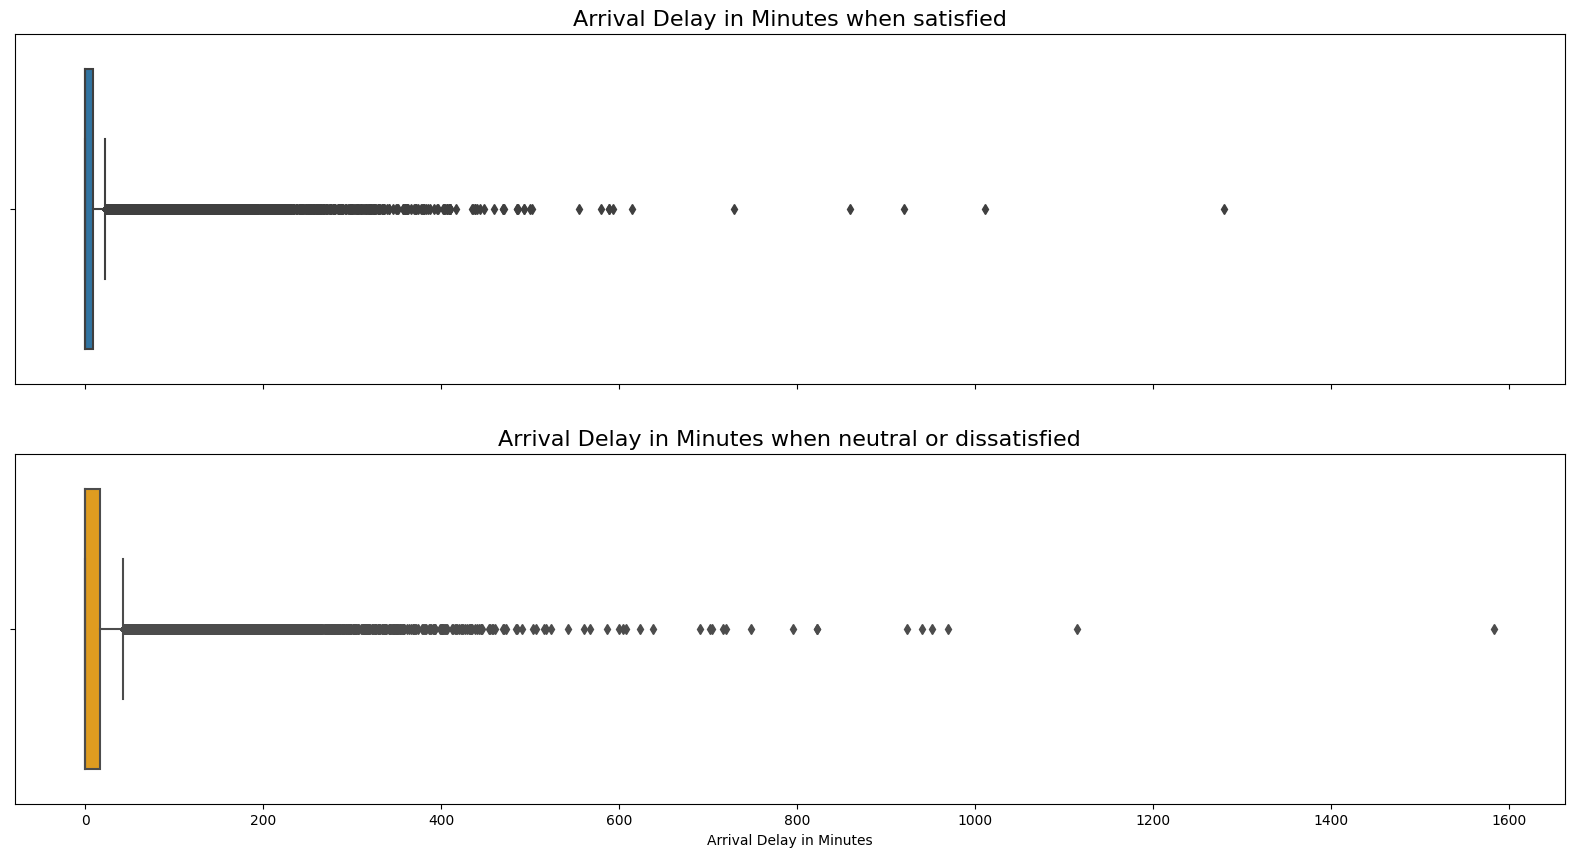 Arrival Delay in Minutes when satisfied
Arrival Delay in Minutes when neutral or dissatisfied
0 200 400 600 800 1000 1200 1400 1600
Arrival Delay in Minutes